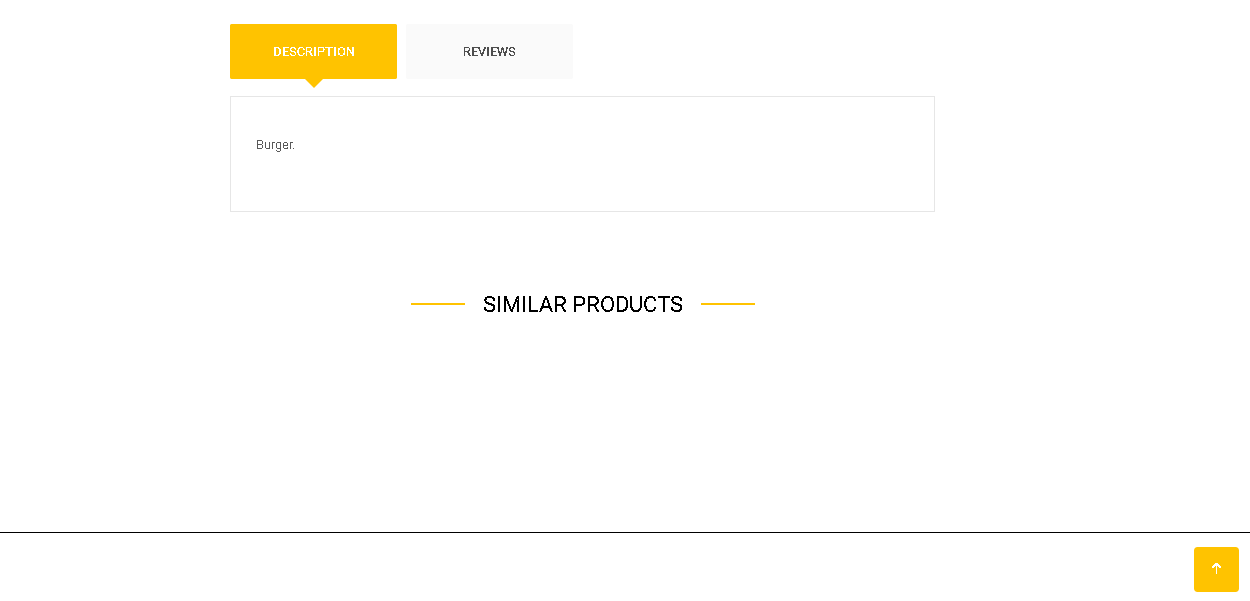 DESCRIPTION
REVIEWS
Burger.
SIMILAR PRODUCTS